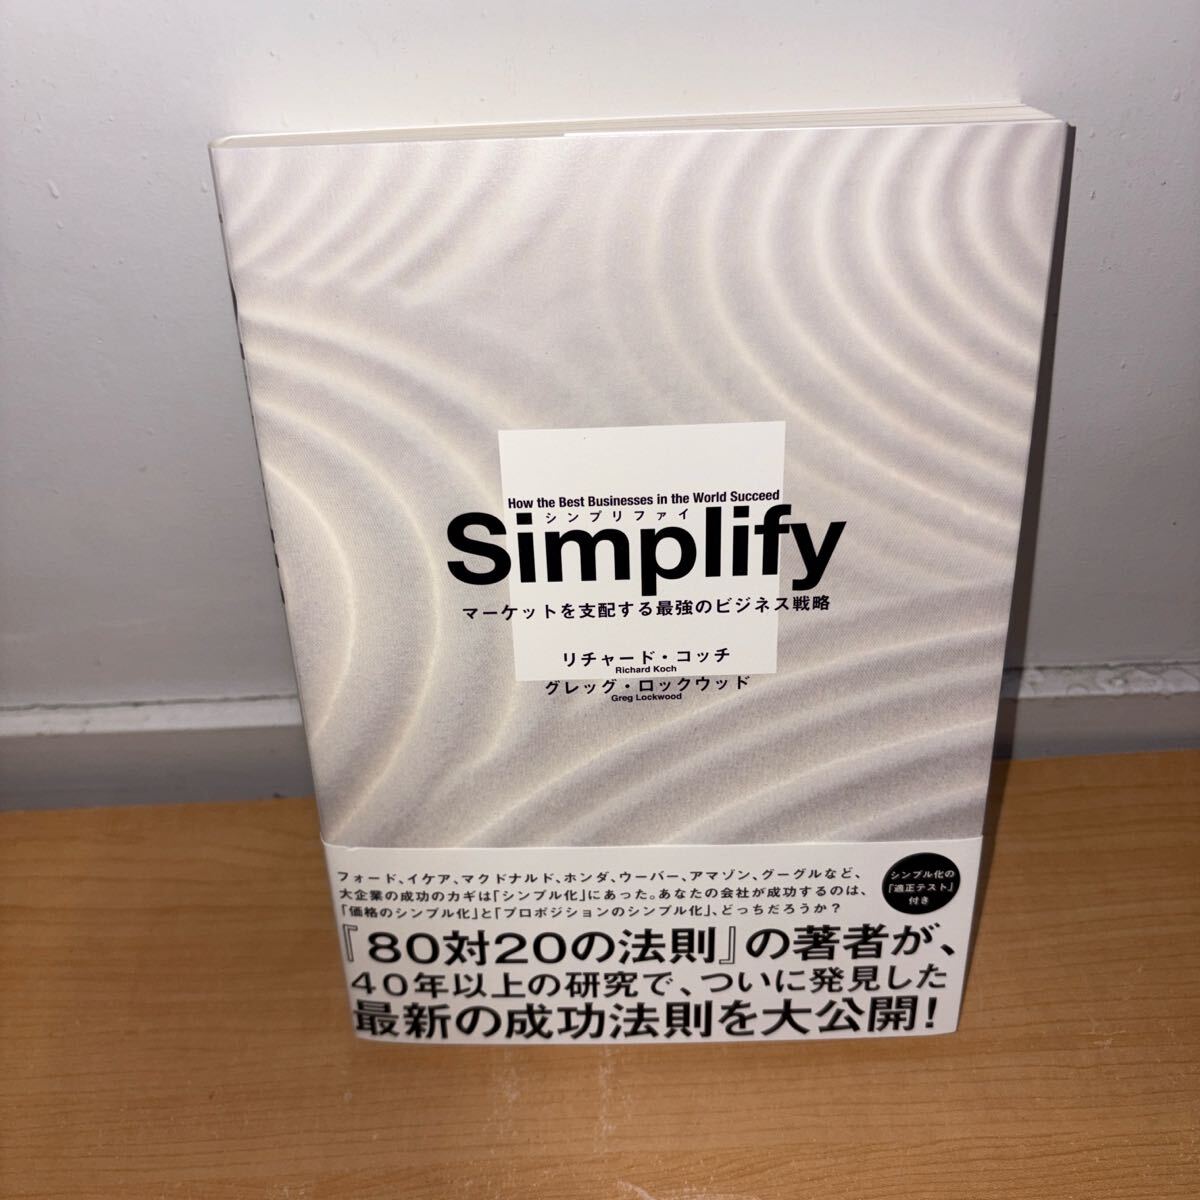 How the Best Businesses in the World Succeed
シンプリファイ
Simplify
マーケットを支配する最強のビジネス戦略
リチャード・コッチ
Richard Koch
グレッグ・ロックウッド
Greg Lockwood
フォード、イケア、マクドナルド、ホンダ、ウーバー、アマゾン、グーグルなど、
大企業の成功のカギは「シンプル化」にあった。あなたの会社が成功するのは、
「価格のシンプル化」と「プロポジションのシンプル化」、どっちだろうか?
シンプル化の
「適正テスト」
付き
『80対20の法則』の著者が、
40年以上の研究で、ついに発見した
最新の成功法則を大公開!